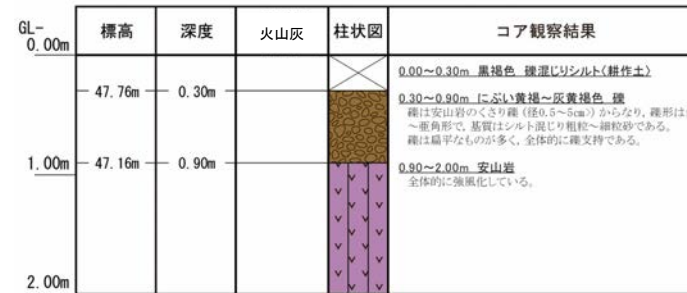 GL-
0.00m
標高 深度 火山灰 柱状図 コア観察結果
0.00～0.30m 黒褐色 礫混じりシルト(耕作土)
47.76m 0.30m
0.30～0.90m にぶい黄褐～灰黄褐色 礫
礫は安山岩のくさり礫(径0.5～5cm)からなり、礫形は
～亜角形で、基質はシルト混じり粗粒～細粒砂である。
礫は扁平なものが多く、全体的に礫支持である。
1.00m
47.16m 0.90m
0.90～2.00m 安山岩
全体的に強風化している。
2.00m